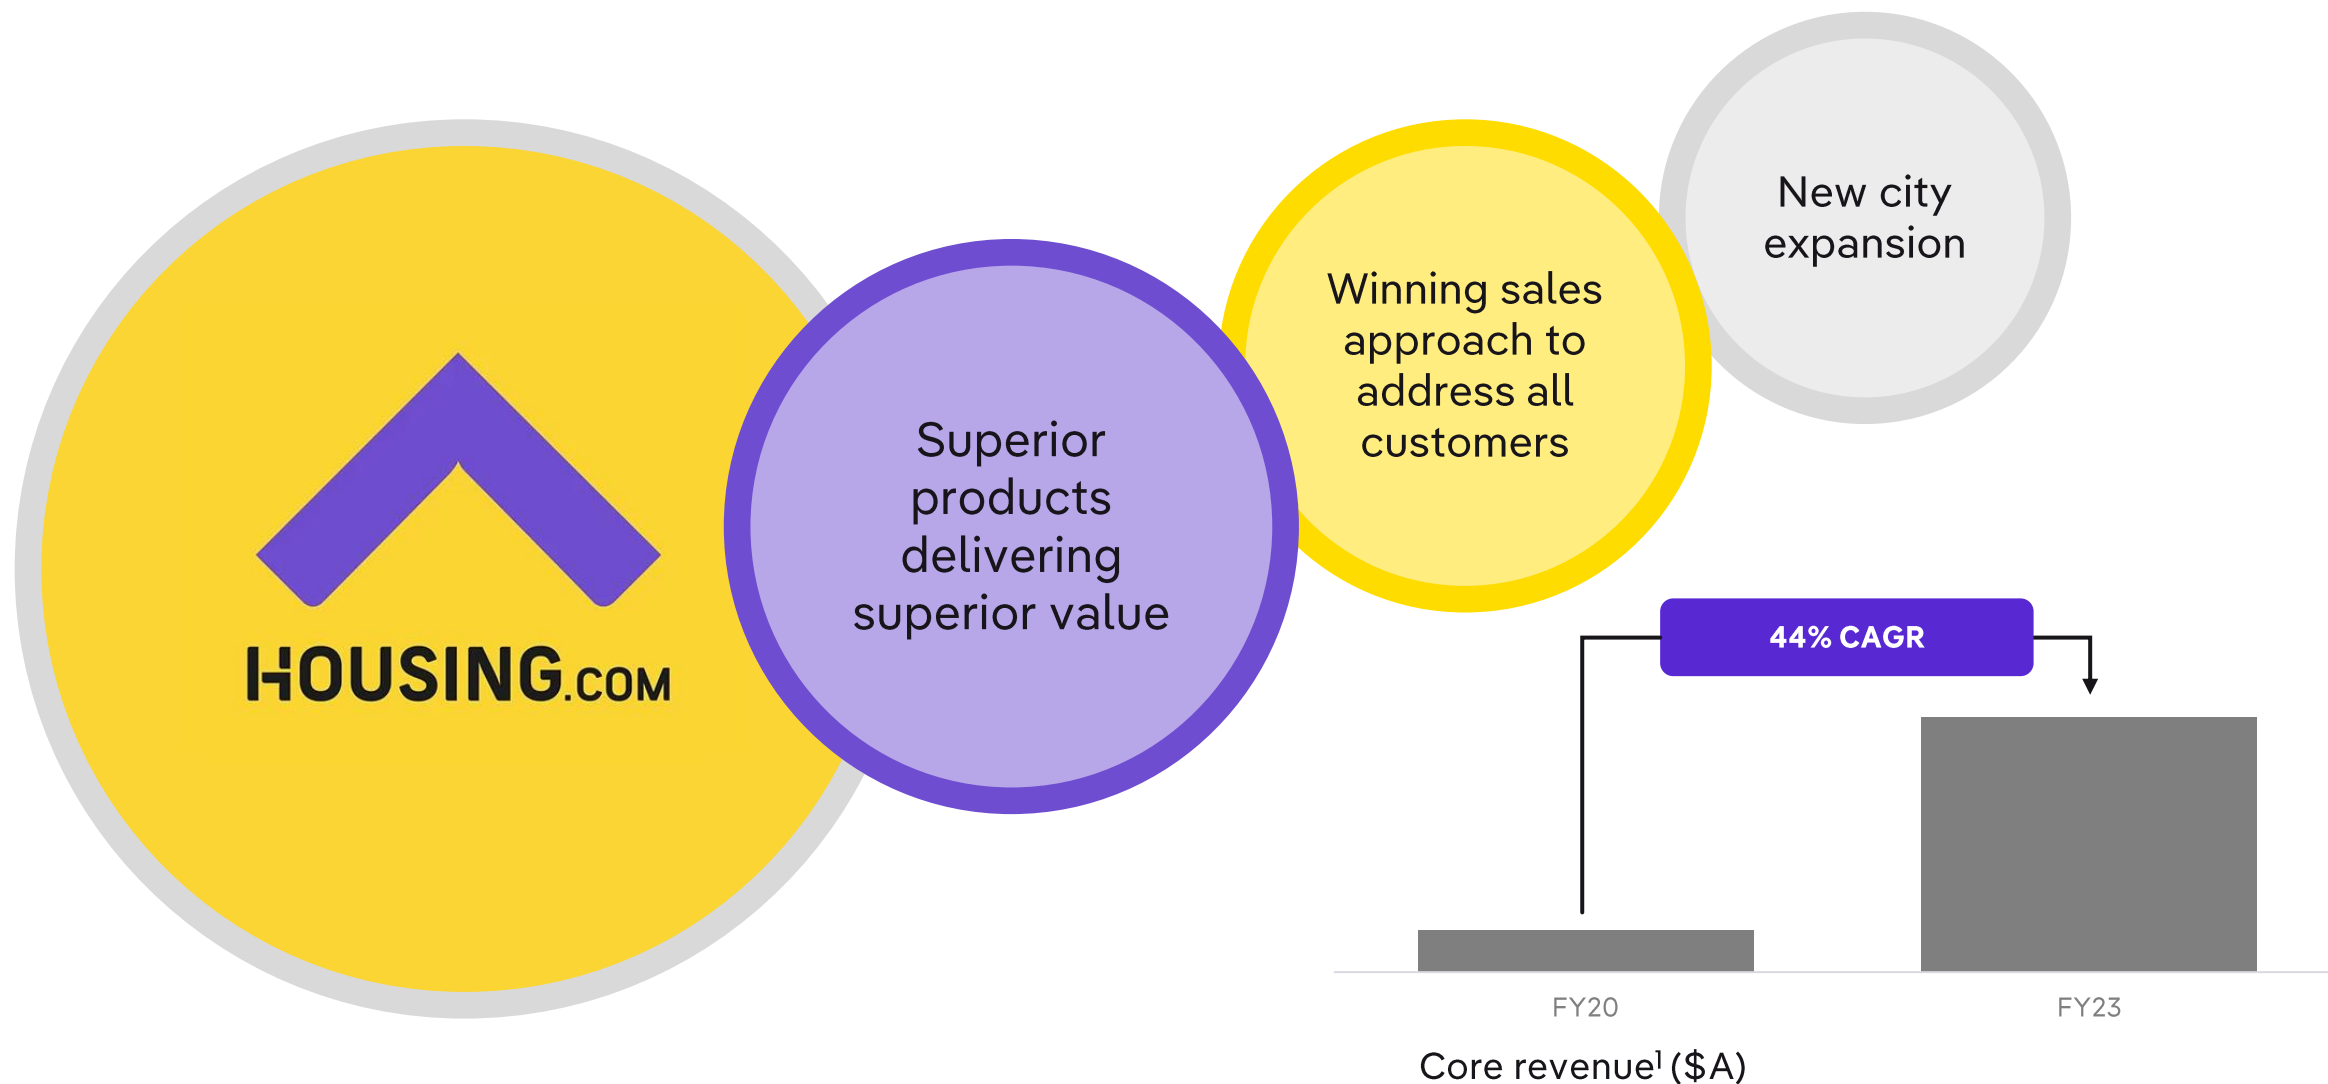 HOUSING.COM
Superior
products
delivering
superior value
Winning sales
approach to
address all
customers
New city
expansion
44% CAGR
FY20
FY23
Core revenue¹ ($A)